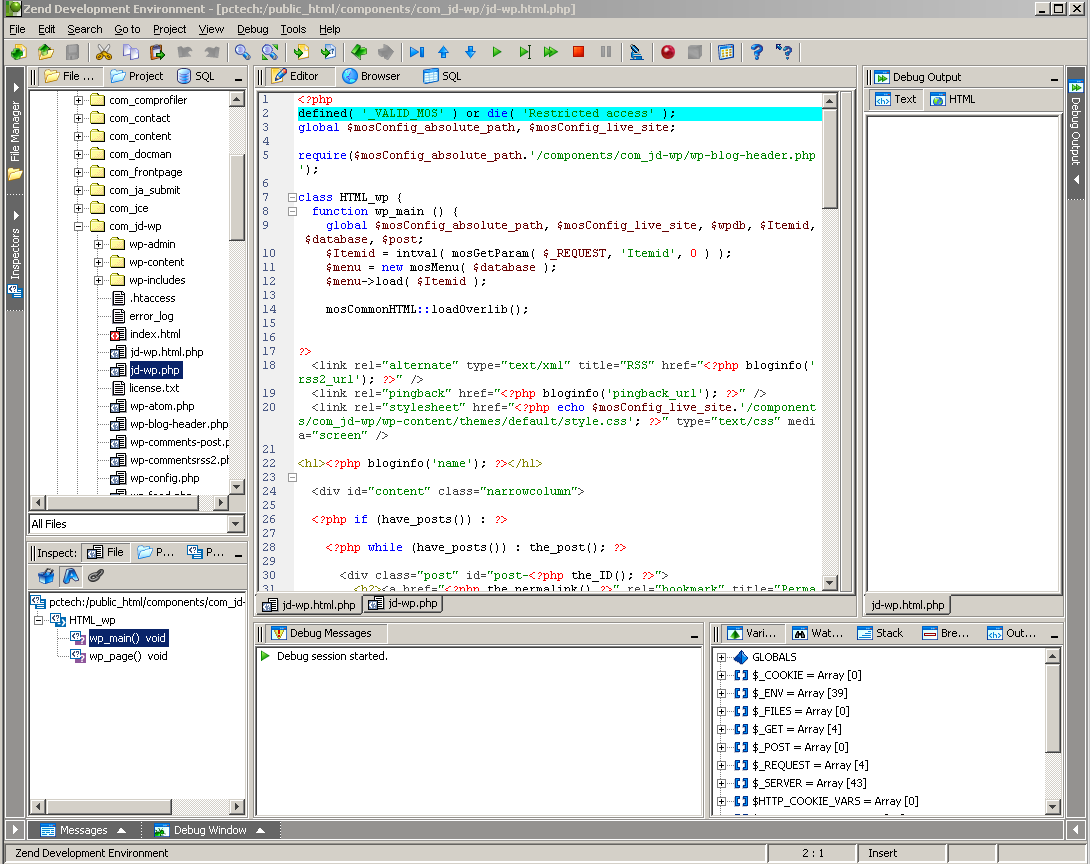 Zend Development Environment - [pctech:/public_html/components/com_jd-wp/jd-wp.html.php]
File Edit Search Go to Project View Debug Tools Help
File ... Project SQL
File Manager
Inspectors
com_comprofiler
com_contact
com_content
com_docman
com_frontpage
com_ja_submit
com_jce
com_jd-wp
wp-admin
wp-content
wp-includes
.htaccess
error_log
index.html
jd-wp.html.php
jd-wp.php
license.txt
wp-atom.php
wp-blog-header.php
wp-comments-post.p
wp-commentsrss2.ph
wp-config.php
All Files
Inspect: File P... P...
pctech:/public_html/components/com_jd-
HTML_wp
wp_main() void
wp_page() void
Editor Browser SQL
1 <?php
2 defined( '_VALID_MOS' ) or die( 'Restricted access' );
3 global $mosConfig_absolute_path, $mosConfig_live_site;
4
5 require($mosConfig_absolute_path.'/components/com_jd-wp/wp-blog-header.php
');
6
7 class HTML_wp {
8 function wp_main () {
9 global $mosConfig_absolute_path, $mosConfig_live_site, $wpdb, $Itemid,
$database, $post;
10 $Itemid = intval( mosGetParam( $_REQUEST, 'Itemid', 0 ) );
11 $menu = new mosMenu( $database );
12 $menu->load( $Itemid );
13
14 mosCommonHTML::loadOverlib();
15
16
17 ?>
18 <link rel="alternate" type="text/xml" title="RSS" href="<?php bloginfo('
rss2_url'); ?>" />
19 <link rel="pingback" href="<?php bloginfo('pingback_url'); ?>" />
20 <link rel="stylesheet" href="<?php echo $mosConfig_live_site.'/component
s/com_jd-wp/wp-content/themes/default/style.css'; ?>" type="text/css" medi
a="screen" />
21
22 <h1><?php bloginfo('name'); ?></h1>
23
24 <div id="content" class="narrowcolumn">
25
26 <?php if (have_posts()) : ?>
27
28 <?php while (have_posts()) : the_post(); ?>
29
30 <div class="post" id="post-<?php the_ID(); ?>">
31 <h2><a href="<?php the_permalink() ?>" rel="bookmark" title="Perma
jd-wp.html.php jd-wp.php
Debug Output
Text HTML
jd-wp.html.php
Debug Output
Debug Messages
Debug session started.
Vari... Wat... Stack Bre... Out...
GLOBALS
$_COOKIE = Array [0]
$_ENV = Array [39]
$_FILES = Array [0]
$_GET = Array [4]
$_POST = Array [0]
$_REQUEST = Array [4]
$_SERVER = Array [43]
$HTTP_COOKIE_VARS = Array [0]
Messages Debug Window
Zend Development Environment 2 : 1 Insert